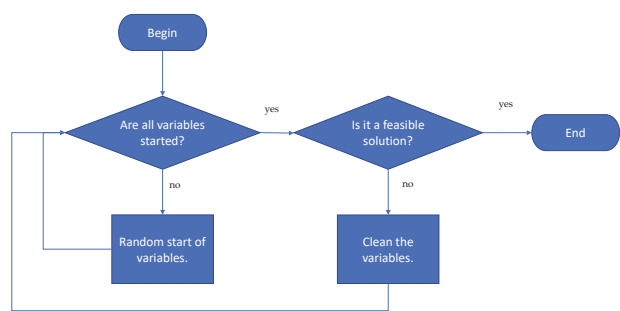 Begin
Are all variables
started?
yes
Is it a feasible
solution?
yes
End
no
no
Random start of
variables.
Clean the
variables.